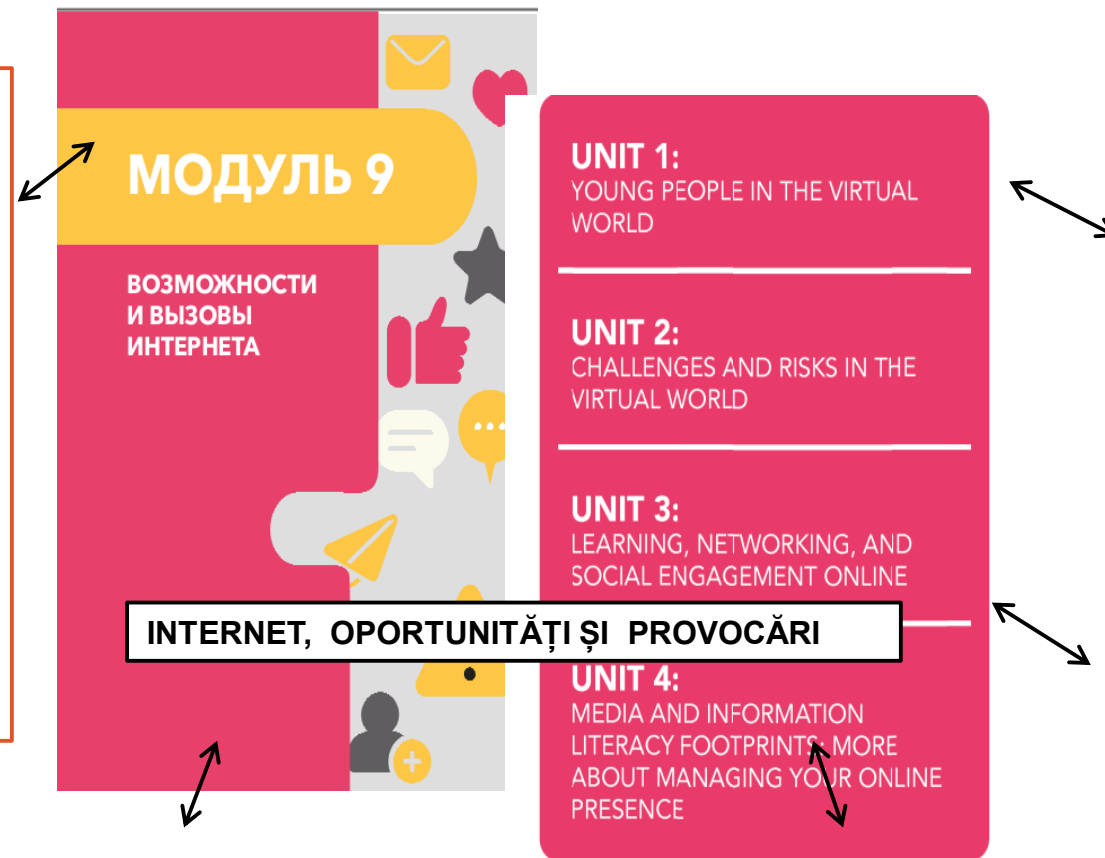 МОДУЛЬ 9
ВОЗМОЖНОСТИ
И ВЫЗОВЫ
ИНТЕРНЕТА
UNIT 1:
YOUNG PEOPLE IN THE VIRTUAL
WORLD
UNIT 2:
CHALLENGES AND RISKS IN THE
VIRTUAL WORLD
UNIT 3:
LEARNING, NETWORKING, AND
SOCIAL ENGAGEMENT ONLINE
INTERNET, OPORTUNITĂȚI ȘI PROVOCĂRI
UNIT 4:
MEDIA AND INFORMATION
LITERACY FOOTPRINTS: MORE
ABOUT MANAGING YOUR ONLINE
PRESENCE